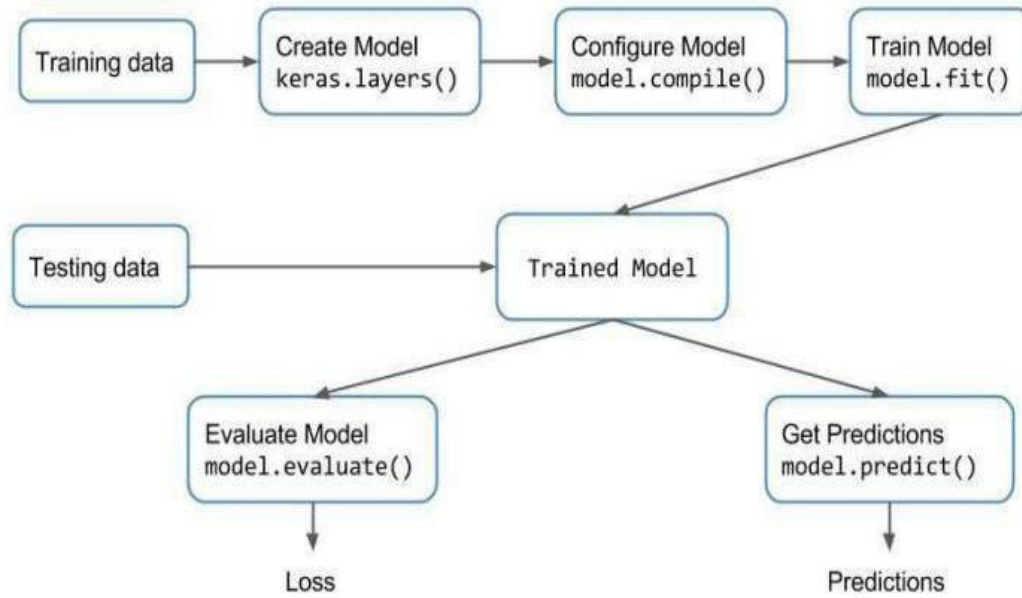 Training data
Create Model
keras.layers()
Configure Model
model.compile()
Train Model
model.fit()
Testing data
Trained Model
Evaluate Model
model.evaluate()
Get Predictions
model.predict()
Loss
Predictions